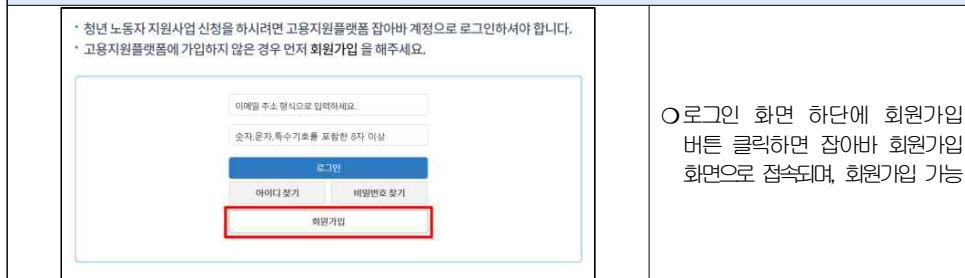 · 청년 노동자 지원사업 신청을 하시려면 고용지원플랫폼 잡아바 계정으로 로그인하셔야 합니다.
· 고용지원플랫폼에 가입하지 않은 경우 먼저 회원가입 을 해주세요.
이메일 주소 형식으로 입력하세요.
숫자,문자,특수기호를 포함한 8자 이상
로그인
아이디 찾기 비밀번호 찾기
회원가입
❍로그인 화면 하단에 회원가입
버튼 클릭하면 잡아바 회원가입
화면으로 접속되며, 회원가입 가능